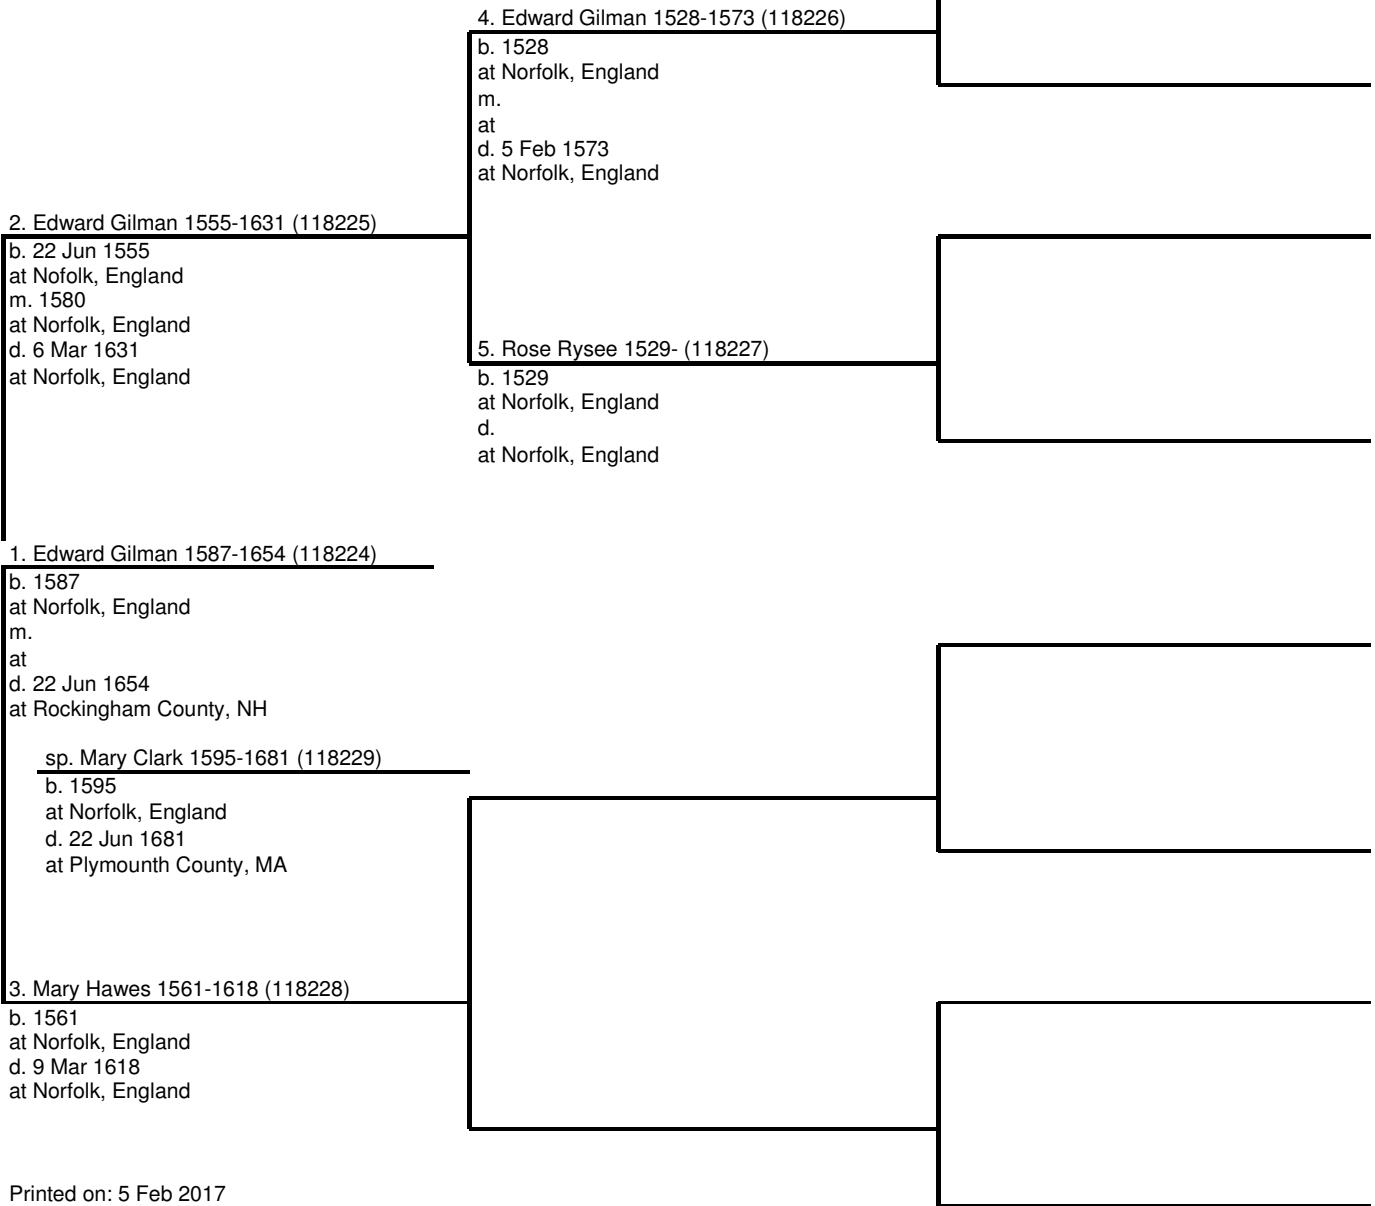 4. Edward Gilman 1528-1573 (118226)
b. 1528
at Norfolk, England
m.
at
d. 5 Feb 1573
at Norfolk, England
2. Edward Gilman 1555-1631 (118225)
b. 22 Jun 1555
at Nofolk, England
m. 1580
at Norfolk, England
d. 6 Mar 1631
at Norfolk, England
5. Rose Rysee 1529- (118227)
b. 1529
at Norfolk, England
d.
at Norfolk, England
1. Edward Gilman 1587-1654 (118224)
b. 1587
at Norfolk, England
m.
at
d. 22 Jun 1654
at Rockingham County, NH
sp. Mary Clark 1595-1681 (118229)
b. 1595
at Norfolk, England
d. 22 Jun 1681
at Plymounth County, MA
3. Mary Hawes 1561-1618 (118228)
b. 1561
at Norfolk, England
d. 9 Mar 1618
at Norfolk, England
Printed on: 5 Feb 2017